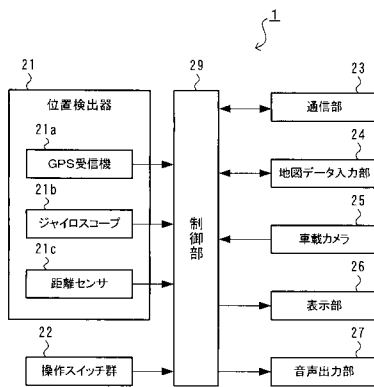 1
21
29
23
位置検出器
通信部
21a
24
GPS受信機
地図データ入力部
21b
25
ジャイロスコープ
制御部
車載カメラ
21c
26
距離センサ
表示部
22
27
操作スイッチ群
音声出力部